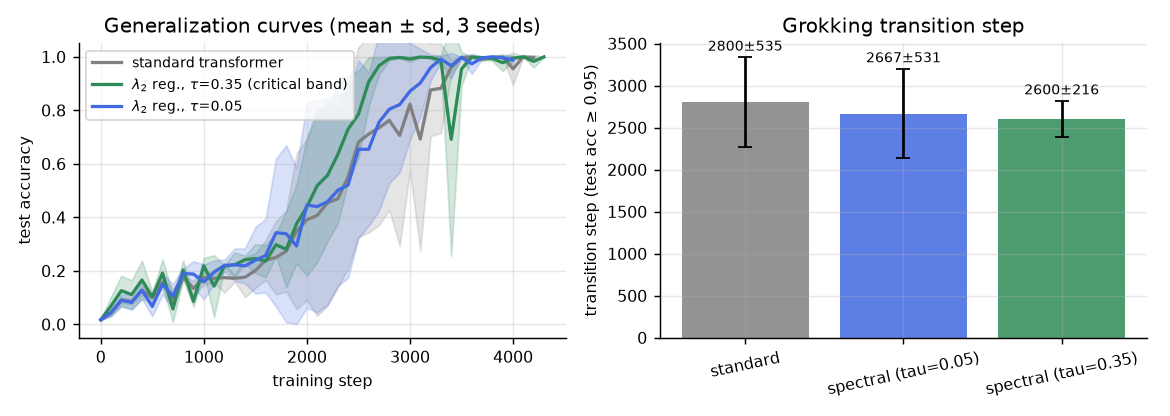 Generalization curves (mean ± sd, 3 seeds)
test accuracy
1.0
0.8
0.6
0.4
0.2
0.0
standard transformer
λ₂ reg., τ=0.35 (critical band)
λ₂ reg., τ=0.05
0
1000
2000
3000
4000
training step
Grokking transition step
transition step (test acc ≥ 0.95)
3500
3000
2500
2000
1500
1000
500
0
2800±535
2667±531
2600±216
standard
spectral (tau=0.05)
spectral (tau=0.35)